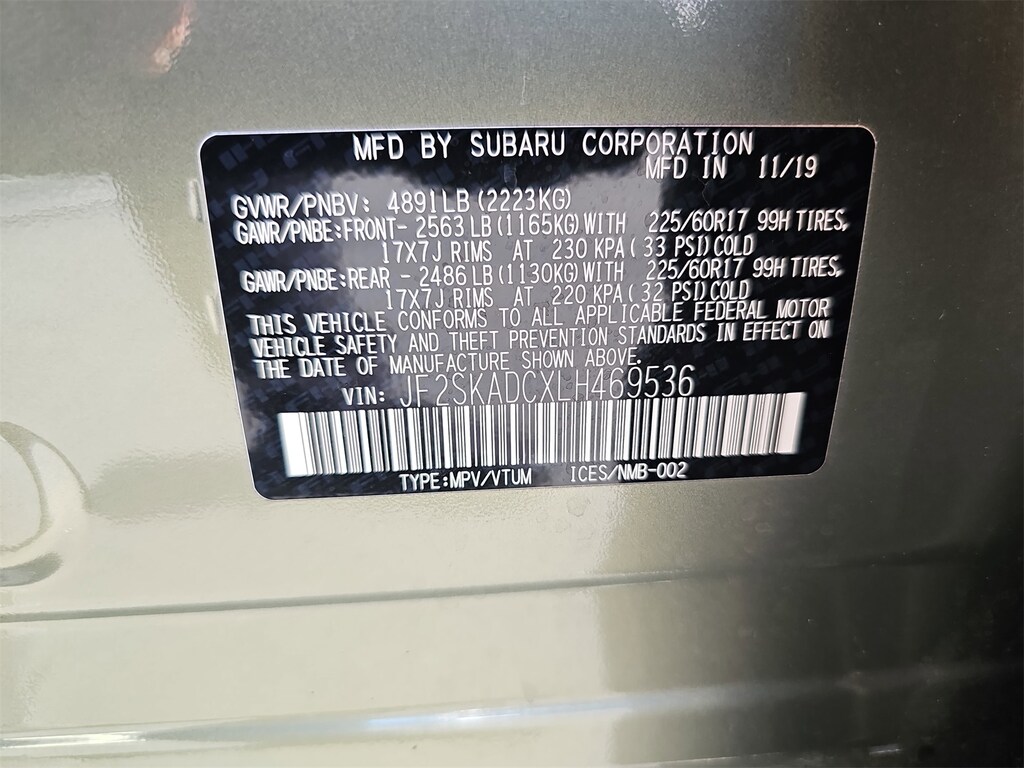 MFD BY SUBARU CORPORATION
MFD IN 11/19
GVWR/PNBV: 4891LB (2223KG)
GAWR/PNBE:FRONT- 2563 LB (1165KG) WITH 225/60R17 99H TIRES,
17X7J RIMS AT 230 KPA( 33 PSI) COLD
GAWR/PNBE:REAR - 2486 LB (1130KG) WITH 225/60R17 99H TIRES,
17X7J RIMS AT 220 KPA( 32 PSI) COLD
THIS VEHICLE CONFORMS TO ALL APPLICABLE FEDERAL MOTOR
VEHICLE SAFETY AND THEFT PREVENTION STANDARDS IN EFFECT ON
THE DATE OF MANUFACTURE SHOWN ABOVE.
VIN: JF2SKADCXLH469536
TYPE:MPV/VTUM ICES/NMB-002